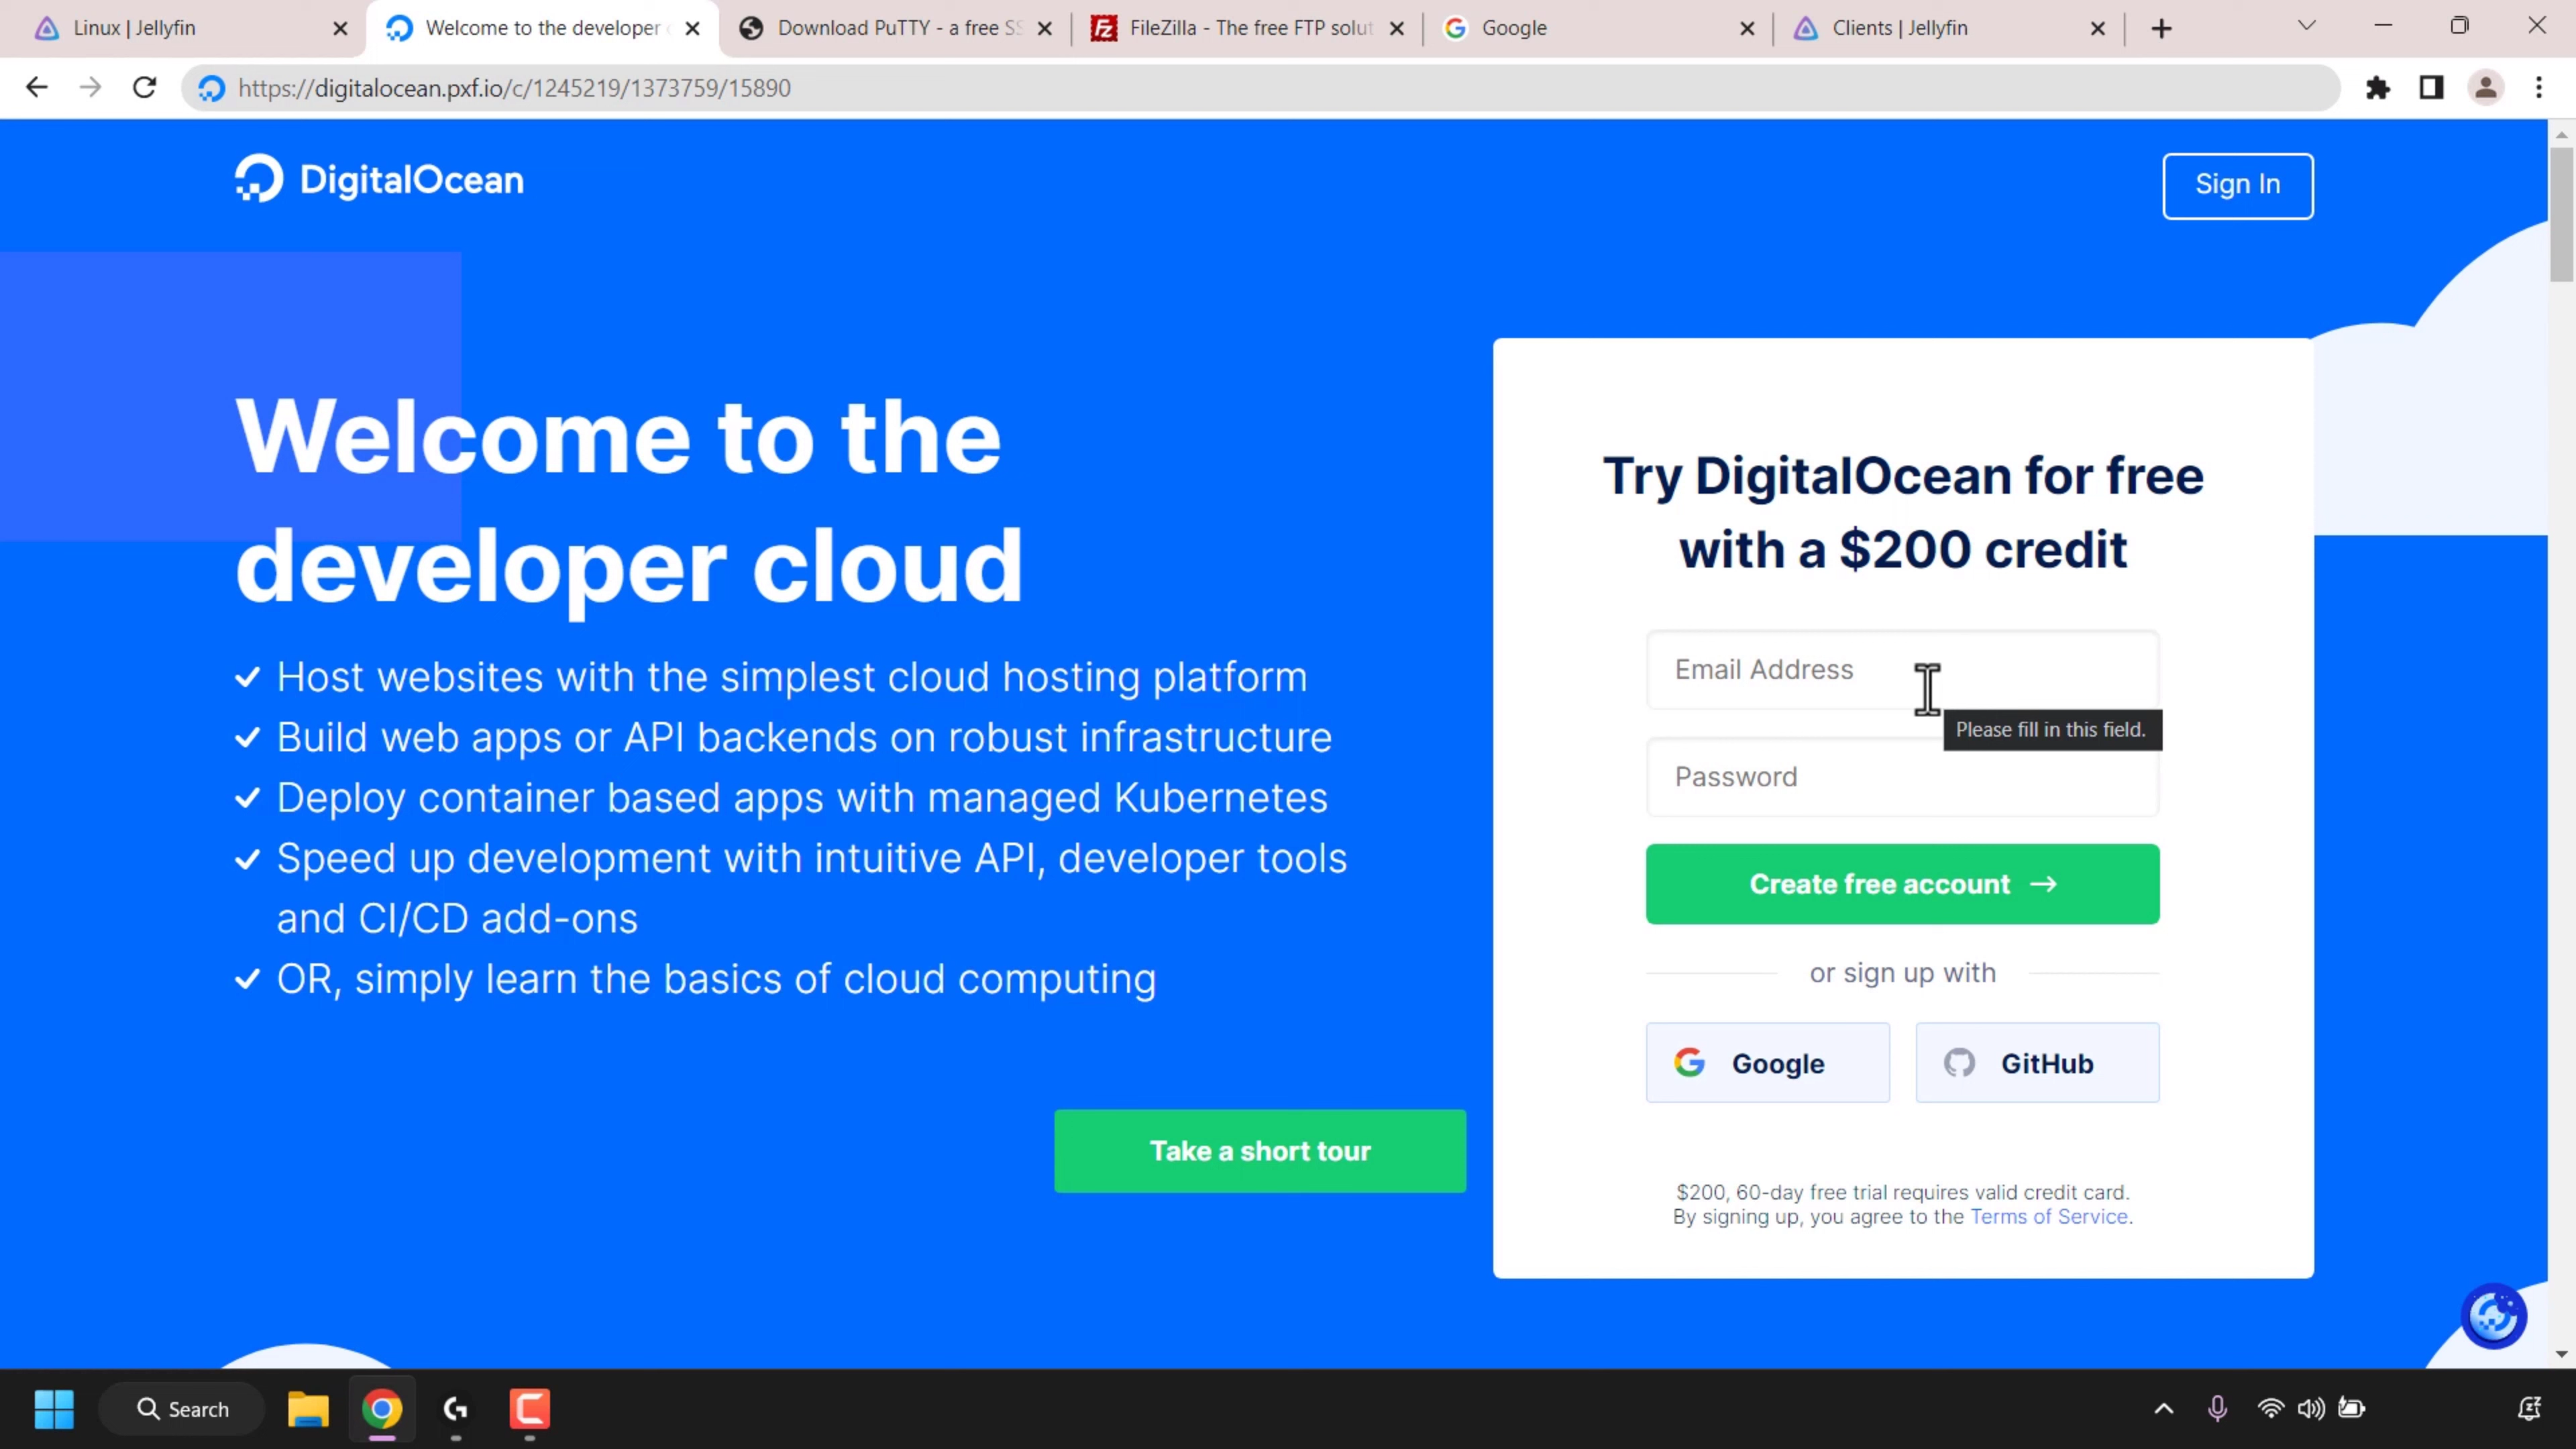 Linux | Jellyfin
Welcome to the developer
Download PuTTY - a free SS
FileZilla - The free FTP solut
Google
Clients | Jellyfin
https://digitalocean.pxf.io/c/1245219/1373759/15890
DigitalOcean
Sign In
Welcome to the
developer cloud
Host websites with the simplest cloud hosting platform
Build web apps or API backends on robust infrastructure
Deploy container based apps with managed Kubernetes
Speed up development with intuitive API, developer tools
and CI/CD add-ons
OR, simply learn the basics of cloud computing
Take a short tour
Try DigitalOcean for free
with a $200 credit
Email Address
Please fill in this field.
Password
Create free account →
or sign up with
Google
GitHub
$200, 60-day free trial requires valid credit card.
By signing up, you agree to the Terms of Service.
Search